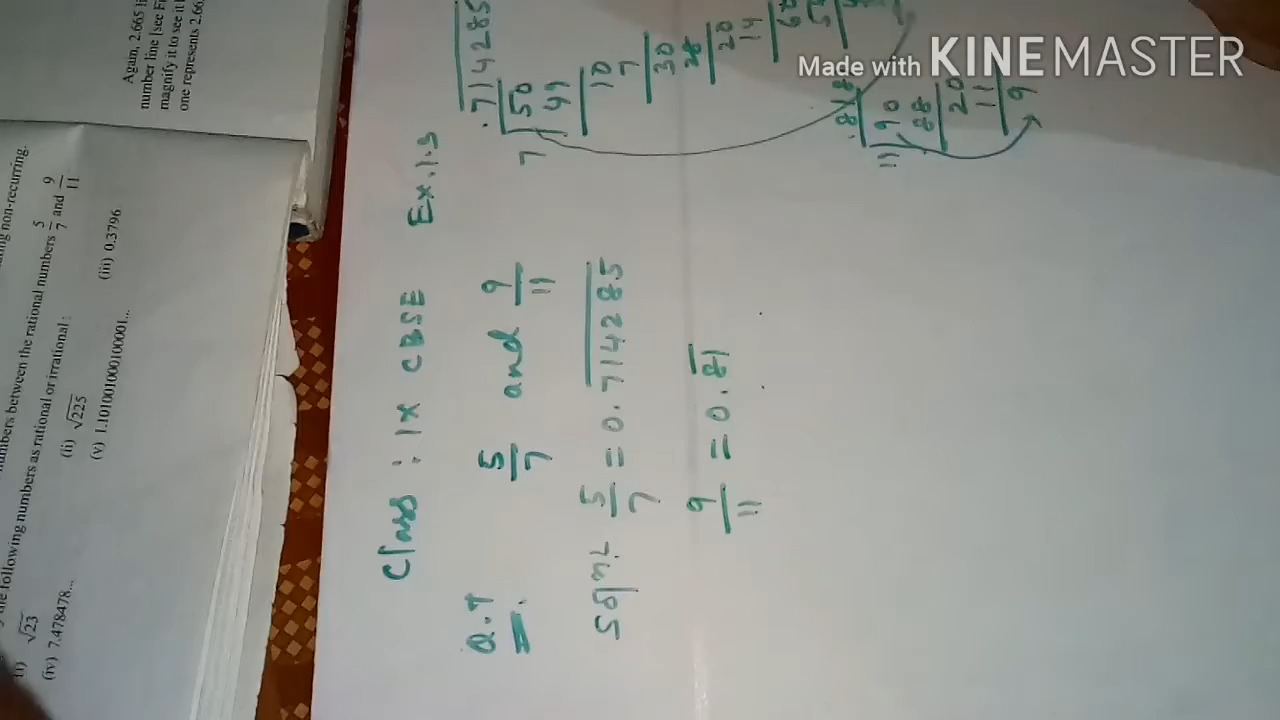 Again, 2.665
number line [see Fi
magnify it to see it
one represents 2.66
ing non-recurring.
numbers between the rational numbers 5/7 and 9/11
the following numbers as rational or irrational :
√23 (ii) √225 (iii) 0.3796
(iv) 7.478478... (v) 1.101001000100001...
Class : IX CBSE Ex. 1.3
5/7 and 9/11
5/7 = 0.714285
9/11 = 0.81
.714285
7 50
49
10
7
30
28
20
14
.818
11 90
88
20
11
9
Made with KINEMASTER